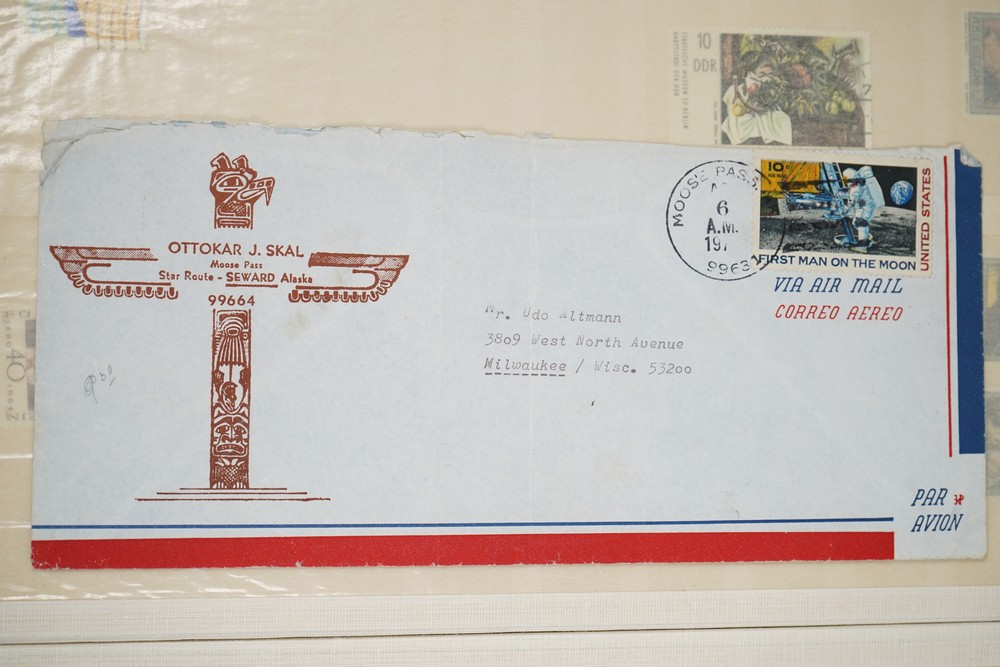 10
DDR
OTTOKAR J. SKAL
Moose Pass
Star Route - SEWARD Alaska
99664
MOOSE PASS.
6
A.M.
197
9963
10¢
AIR MAIL
FIRST MAN ON THE MOON
UNITED STATES
VIA AIR MAIL
CORREO AEREO
Mr. Udo Altmann
3809 West North Avenue
Milwaukee / Wisc. 53200
PAR
AVION
40